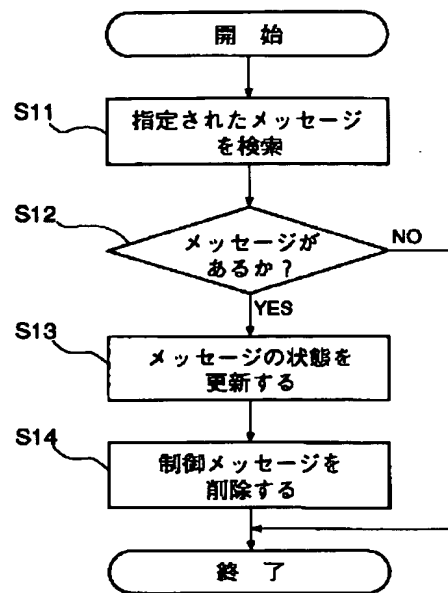 開 始
S11
指定されたメッセージ
を検索
S12
メッセージが
あるか?
NO
YES
S13
メッセージの状態を
更新する
S14
制御メッセージを
削除する
終 了